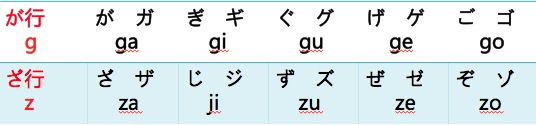 が行 が ガ ぎ ギ ぐ グ げ ゲ ご ゴ
g ga gi gu ge go
ざ行 ざ ザ じ ジ ず ズ ぜ ゼ ぞ ゾ
z za ji zu ze zo